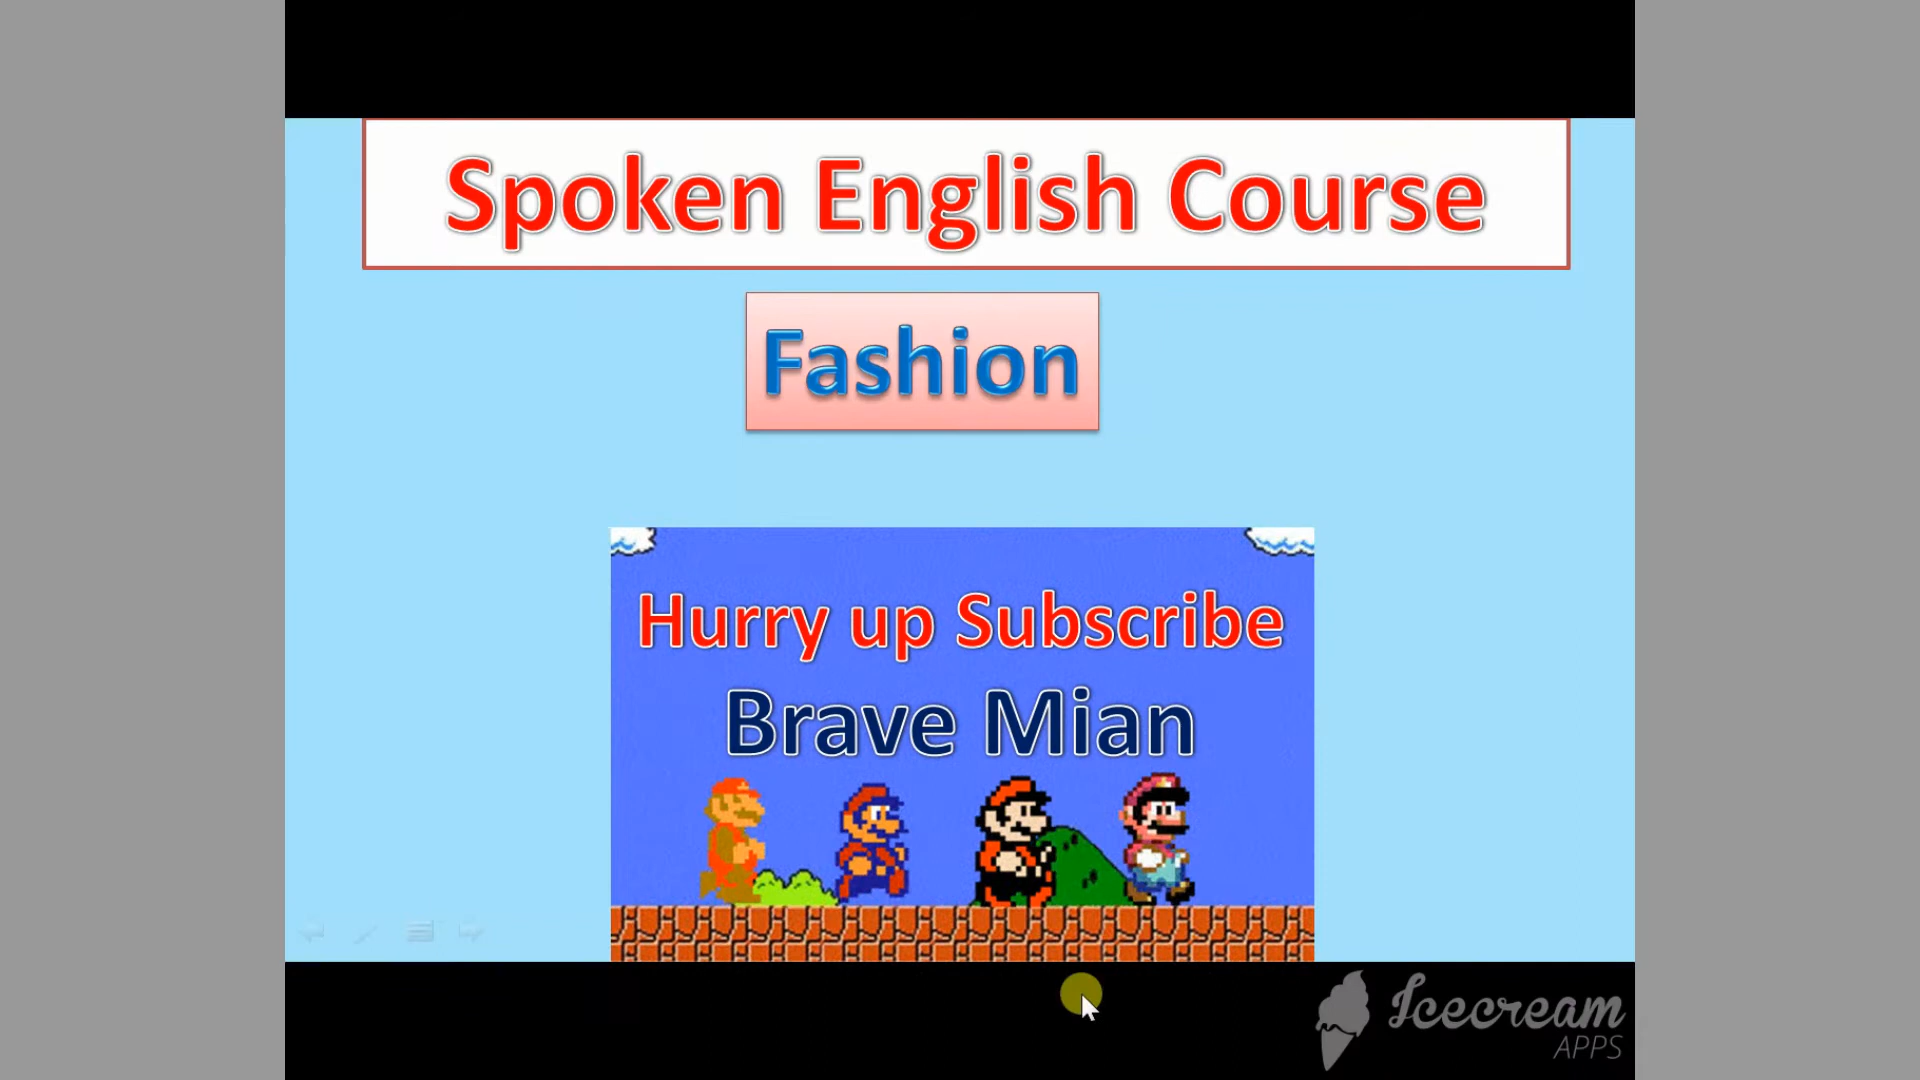 Spoken English Course
Fashion
Hurry up Subscribe
Brave Mian
Icecream
APPS